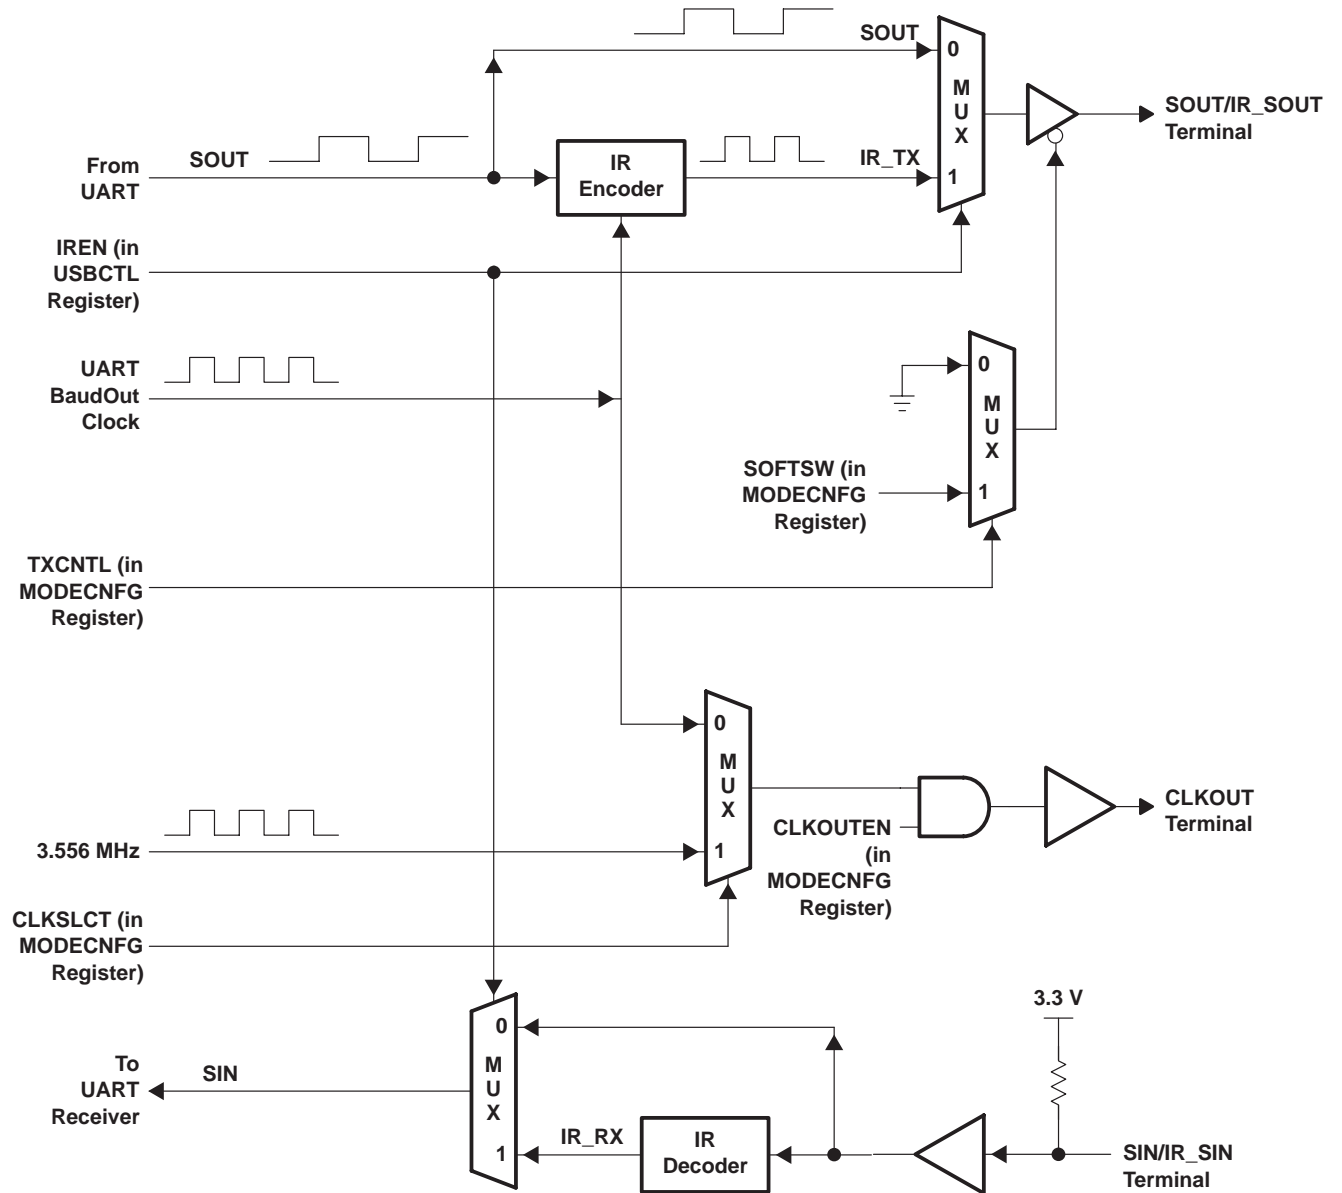 SOUT
0
M
U
X
1
SOUT/IR_SOUT
Terminal
From
UART
SOUT
IR
Encoder
IR_TX
IREN (in
USBCTL
Register)
UART
BaudOut
Clock
0
M
U
X
1
SOFTSW (in
MODECNFG
Register)
TXCNTL (in
MODECNFG
Register)
0
M
U
X
1
3.556 MHz
CLKOUTEN
(in
MODECNFG
Register)
CLKOUT
Terminal
CLKSLCT (in
MODECNFG
Register)
3.3 V
0
M
U
X
1
To
UART
Receiver
SIN
IR_RX
IR
Decoder
SIN/IR_SIN
Terminal